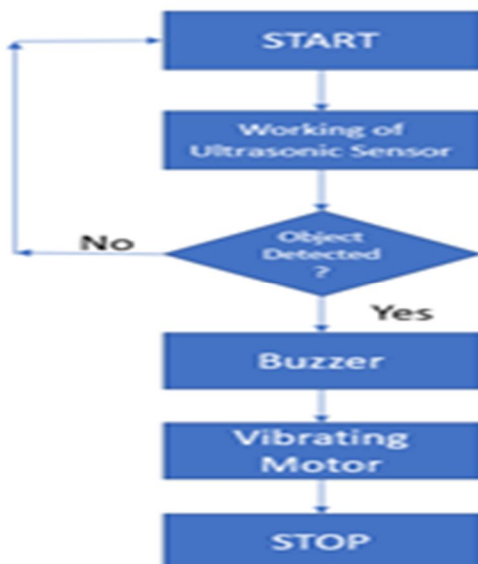 START
Working of
Ultrasonic Sensor
Object
Detected
?
No
Yes
Buzzer
Vibrating
Motor
STOP